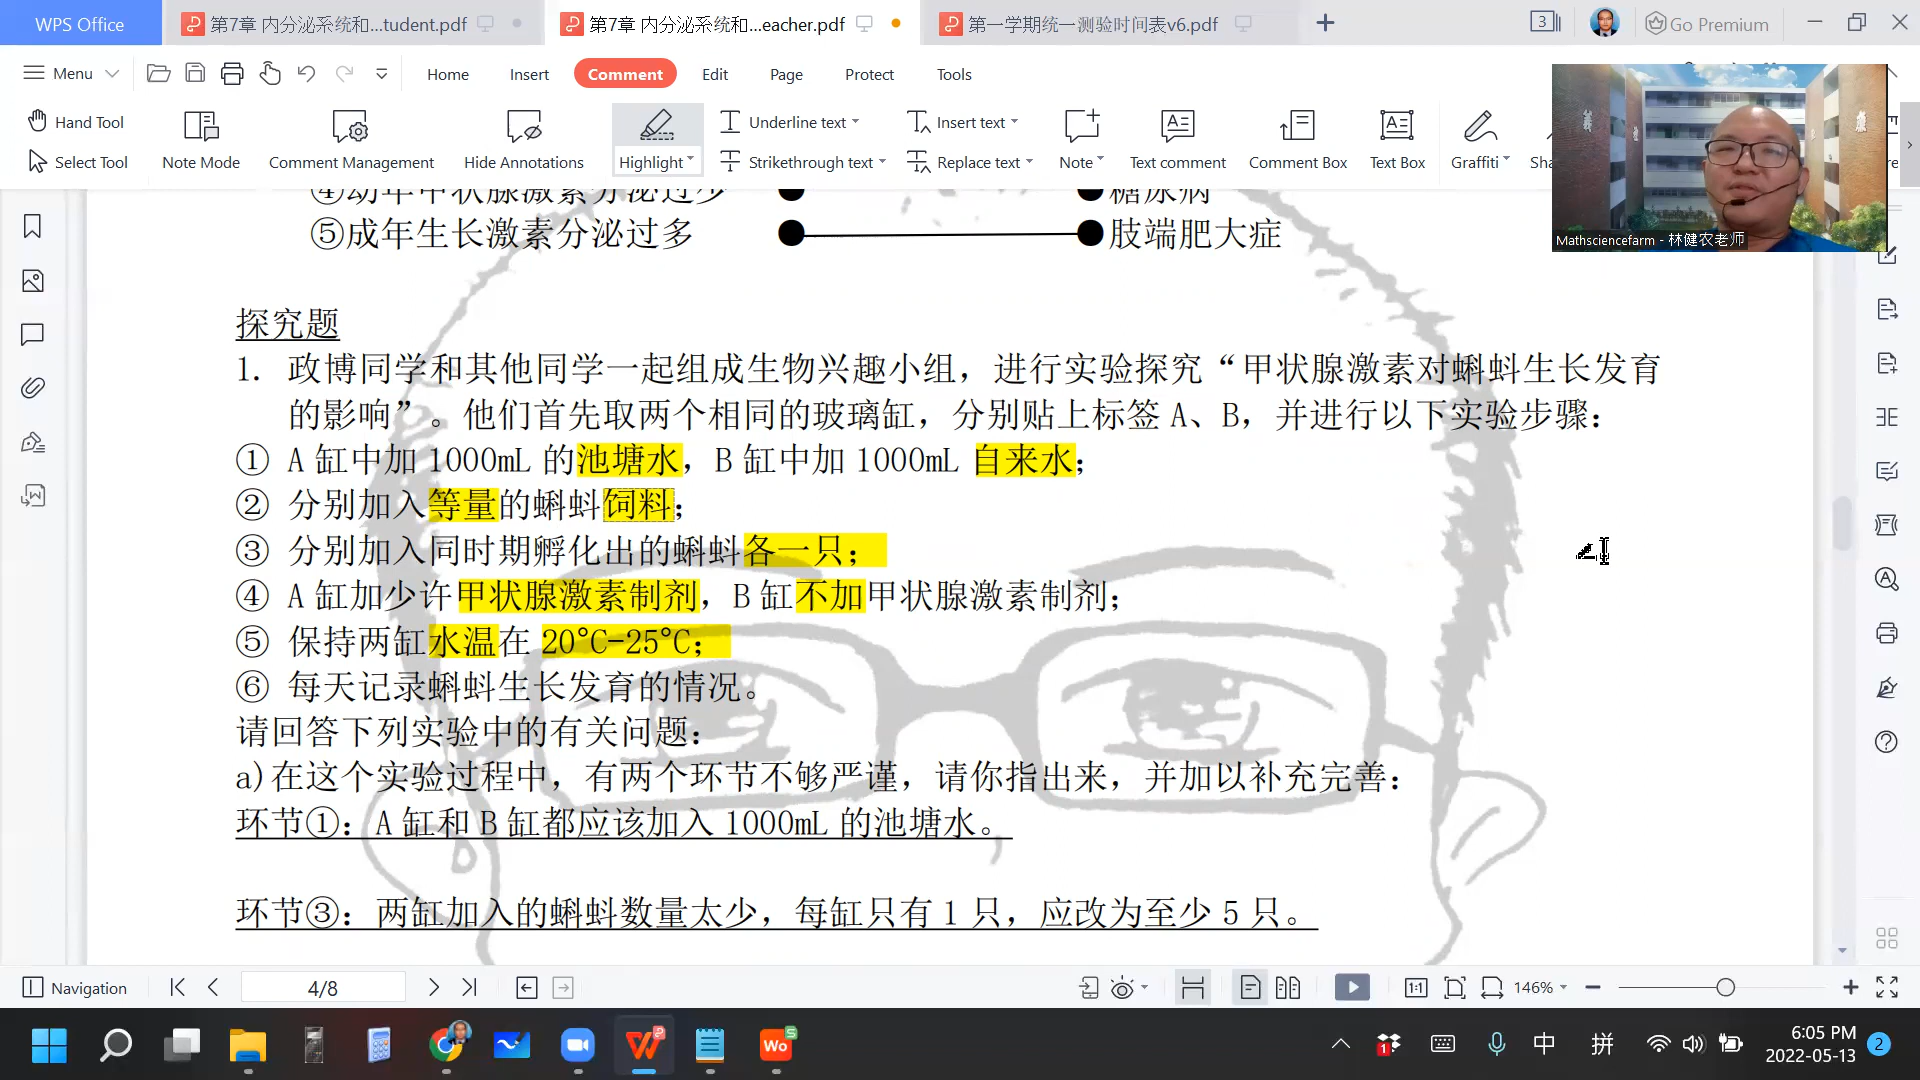 WPS Office
第7章 内分泌系统和...tudent.pdf
第7章 内分泌系统和...eacher.pdf
第一学期统一测验时间表v6.pdf
3
Go Premium
Menu
Home
Insert
Comment
Edit
Page
Protect
Tools
Hand Tool
Select Tool
Note Mode
Comment Management
Hide Annotations
Highlight
Underline text
Strikethrough text
Insert text
Replace text
Note
Text comment
Comment Box
Text Box
Graffiti
Mathsciencefarm - 林健农老师
④幼年甲状腺激素分泌过少 糖尿病
⑤成年生长激素分泌过多 肢端肥大症
探究题
1. 政博同学和其他同学一起组成生物兴趣小组，进行实验探究“甲状腺激素对蝌蚪生长发育
的影响”。他们首先取两个相同的玻璃缸，分别贴上标签 A、B，并进行以下实验步骤：
① A 缸中加 1000mL 的池塘水，B 缸中加 1000mL 自来水；
② 分别加入等量的蝌蚪饲料；
③ 分别加入同时期孵化出的蝌蚪各一只；
④ A 缸加少许甲状腺激素制剂，B 缸不加甲状腺激素制剂；
⑤ 保持两缸水温在 20°C-25°C；
⑥ 每天记录蝌蚪生长发育的情况。
请回答下列实验中的有关问题：
a)在这个实验过程中，有两个环节不够严谨，请你指出来，并加以补充完善：
环节①：A 缸和 B 缸都应该加入 1000mL 的池塘水。
环节③：两缸加入的蝌蚪数量太少，每缸只有 1 只，应改为至少 5 只。
Navigation
4/8
146%
中
拼
6:05 PM
2022-05-13
2